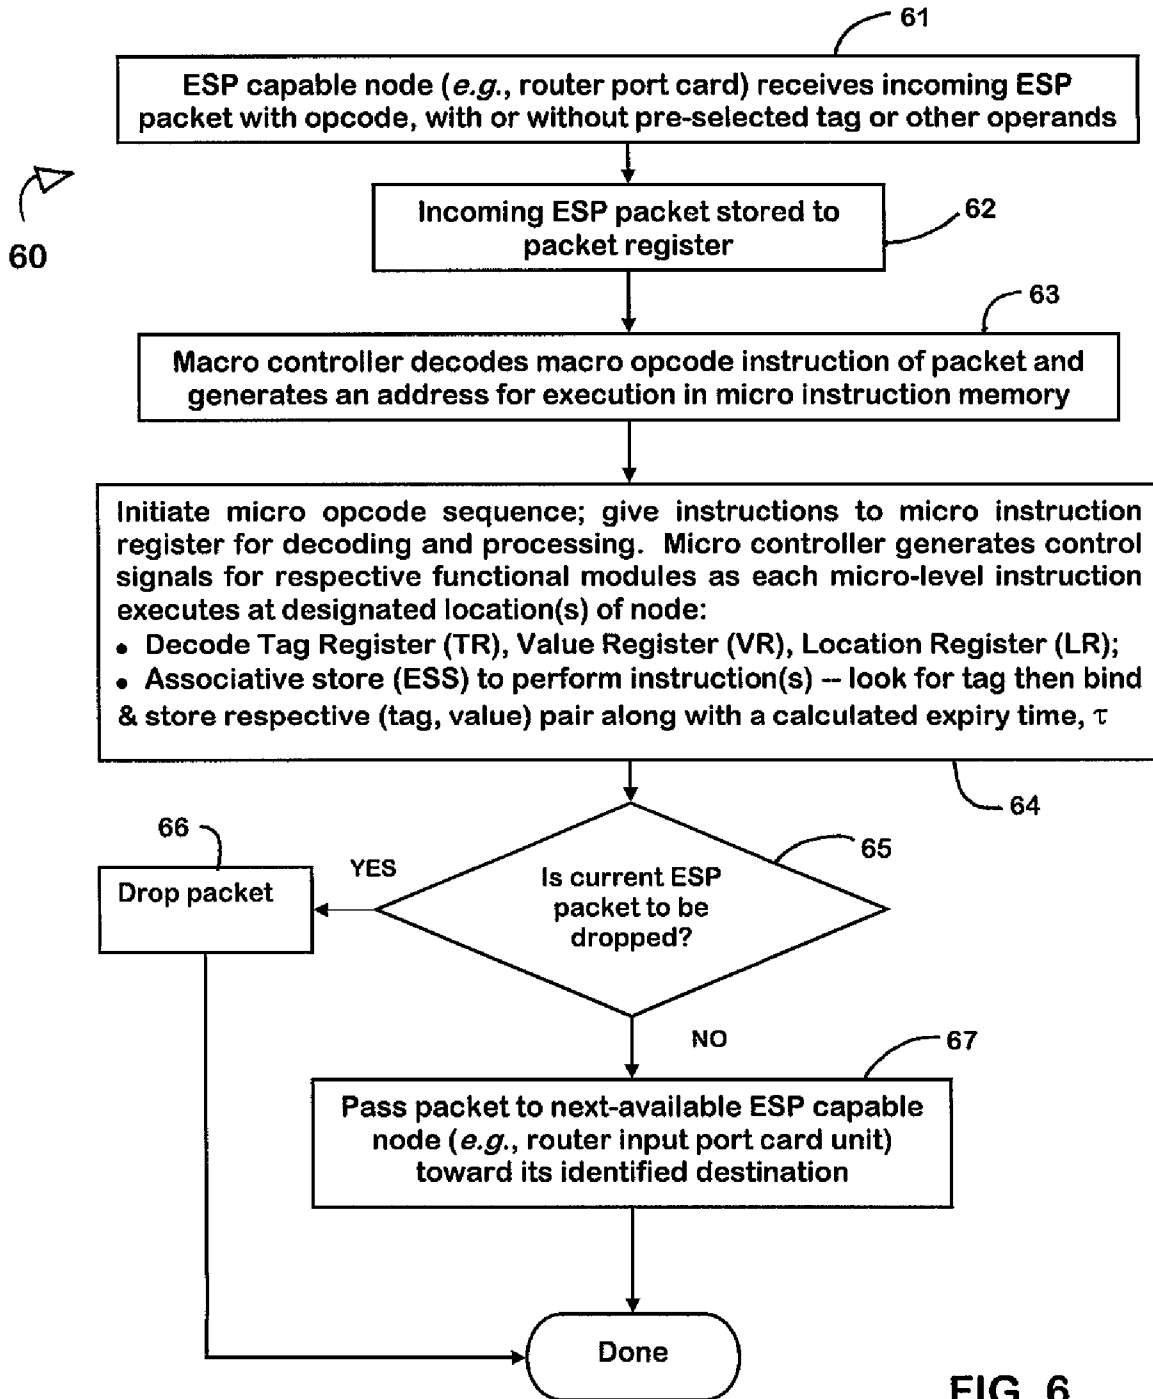 61
ESP capable node (e.g., router port card) receives incoming ESP
packet with opcode, with or without pre-selected tag or other operands
60
Incoming ESP packet stored to
packet register
62
63
Macro controller decodes macro opcode instruction of packet and
generates an address for execution in micro instruction memory
Initiate micro opcode sequence; give instructions to micro instruction
register for decoding and processing. Micro controller generates control
signals for respective functional modules as each micro-level instruction
executes at designated location(s) of node:
• Decode Tag Register (TR), Value Register (VR), Location Register (LR);
• Associative store (ESS) to perform instruction(s) -- look for tag then bind
& store respective (tag, value) pair along with a calculated expiry time, τ
64
66
65
YES
Drop packet
Is current ESP
packet to be
dropped?
NO
67
Pass packet to next-available ESP capable
node (e.g., router input port card unit)
toward its identified destination
Done
FIG. 6